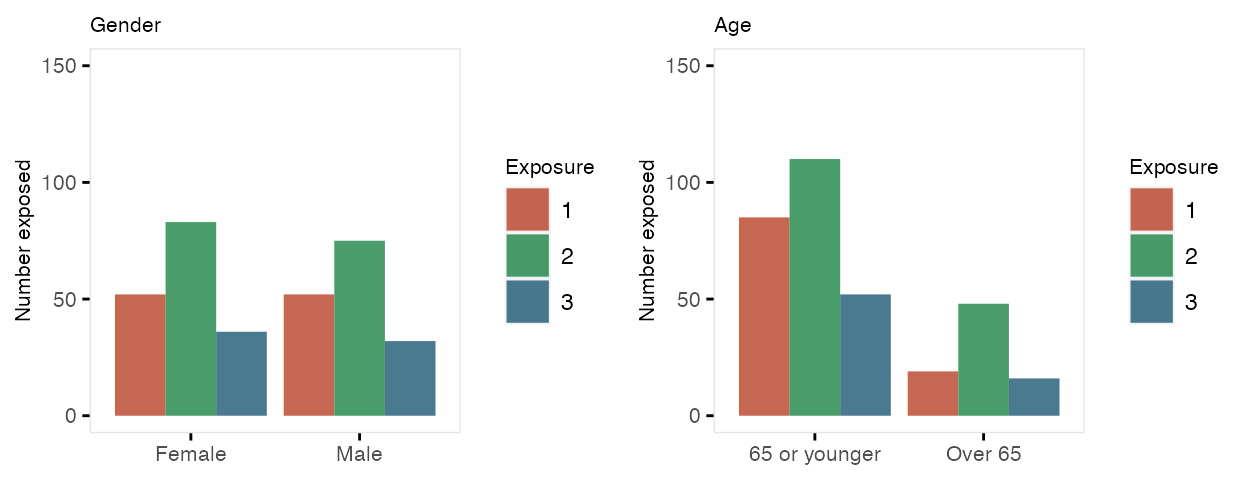 Gender
150
100
50
0
Number exposed
Female
Male
Exposure
1
2
3
Age
150
100
50
0
Number exposed
65 or younger
Over 65
Exposure
1
2
3